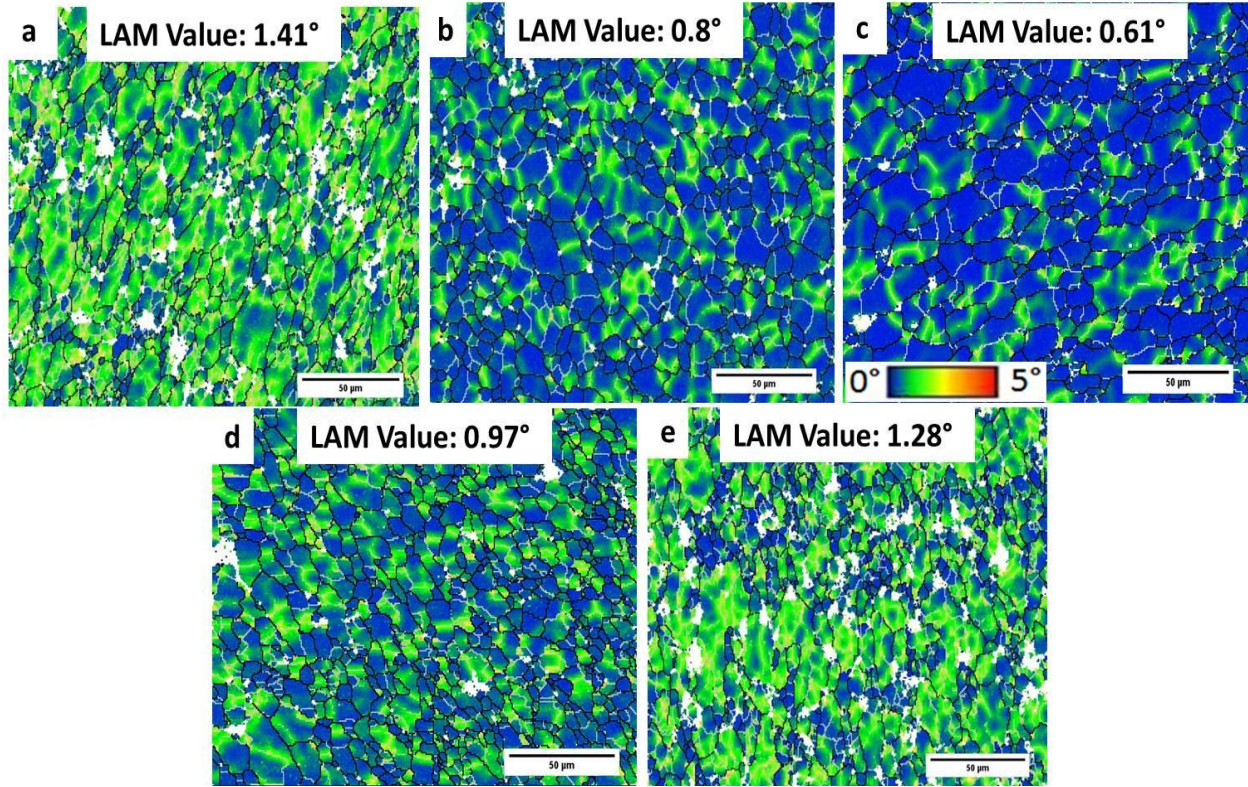 a
LAM Value: 1.41°
b
LAM Value: 0.8°
c
LAM Value: 0.61°
50 µm
50 µm
0°
5°
50 µm
d
LAM Value: 0.97°
e
LAM Value: 1.28°
50 µm
50 µm